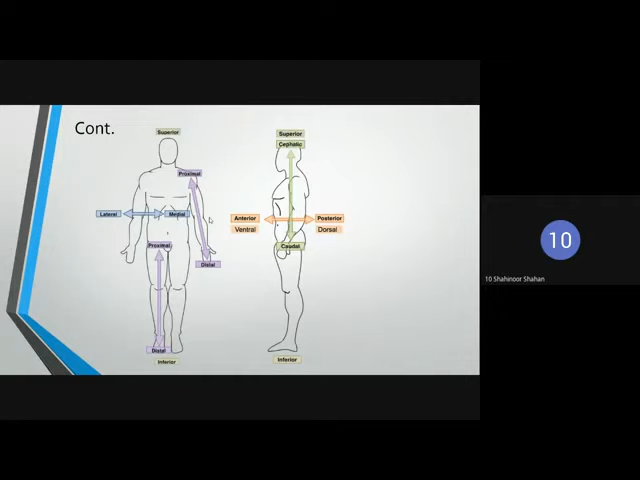 Cont.
Superior
Proximal
Lateral
Medial
Proximal
Distal
Distal
Inferior
Superior
Cephalic
Anterior
Posterior
Ventral
Dorsal
Caudal
Inferior
10
10 Shahinoor Shahan